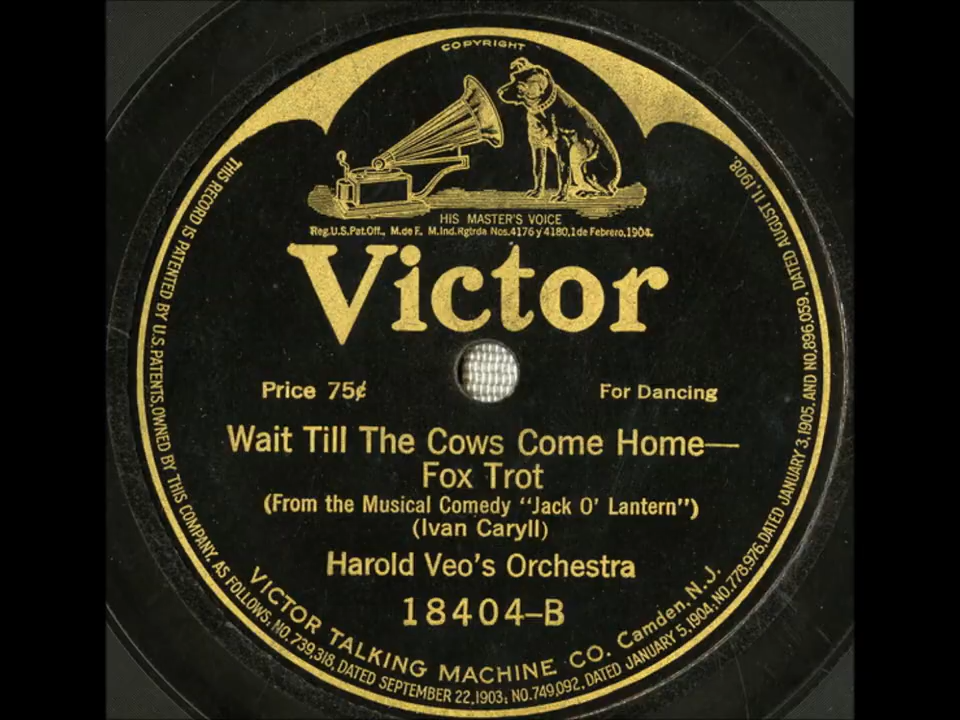 COPYRIGHT
HIS MASTER'S VOICE
Reg.U.S.Pat.Off., M.de F. M.Ind.Rgtrda Nos.4176 y 4180, 1 de Febrero, 1904.
Victor
Price 75¢
For Dancing
Wait Till The Cows Come Home—
Fox Trot
(From the Musical Comedy "Jack O' Lantern")
(Ivan Caryll)
Harold Veo's Orchestra
18404-B
VICTOR TALKING MACHINE CO. Camden, N.J.
THIS RECORD IS PATENTED BY U.S. PATENTS, OWNED BY THIS COMPANY, AS FOLLOWS: NO. 739,318, DATED SEPTEMBER 22, 1903; NO. 749,092, DATED JANUARY 5, 1904; NO. 778,976, DATED JANUARY 3, 1905, AND NO. 896,059, DATED AUGUST 11, 1908.